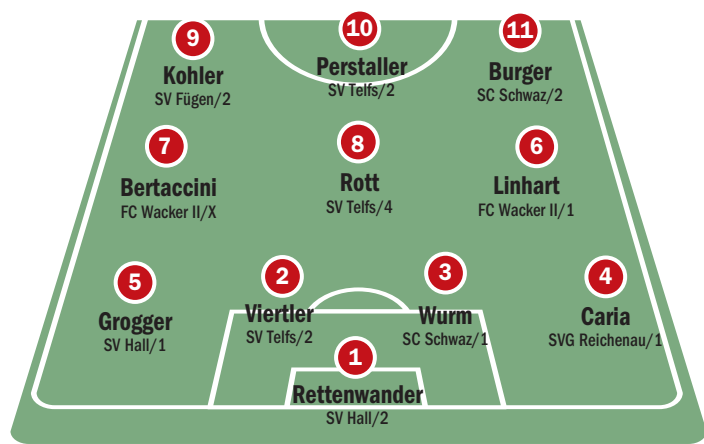 9
Kohler
SV Fügen/2
10
Perstaller
SV Telfs/2
11
Burger
SC Schwaz/2
7
Bertaccini
FC Wacker II/X
8
Rott
SV Telfs/4
6
Linhart
FC Wacker II/1
5
Grogger
SV Hall/1
2
Viertler
SV Telfs/2
3
Wurm
SC Schwaz/1
4
Caria
SVG Reichenau/1
1
Rettenwander
SV Hall/2